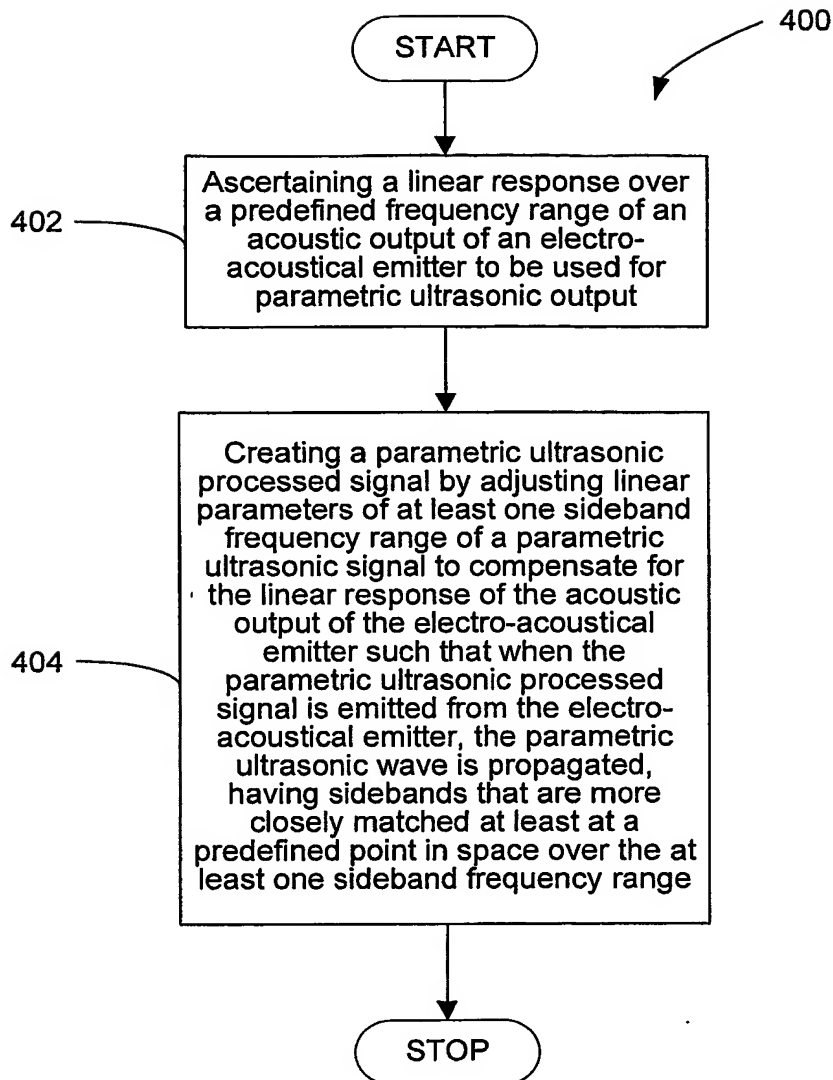 400
START
402
Ascertaining a linear response over
a predefined frequency range of an
acoustic output of an electro-
acoustical emitter to be used for
parametric ultrasonic output
404
Creating a parametric ultrasonic
processed signal by adjusting linear
parameters of at least one sideband
frequency range of a parametric
ultrasonic signal to compensate for
the linear response of the acoustic
output of the electro-acoustical
emitter such that when the
parametric ultrasonic processed
signal is emitted from the electro-
acoustical emitter, the parametric
ultrasonic wave is propagated,
having sidebands that are more
closely matched at least at a
predefined point in space over the at
least one sideband frequency range
STOP